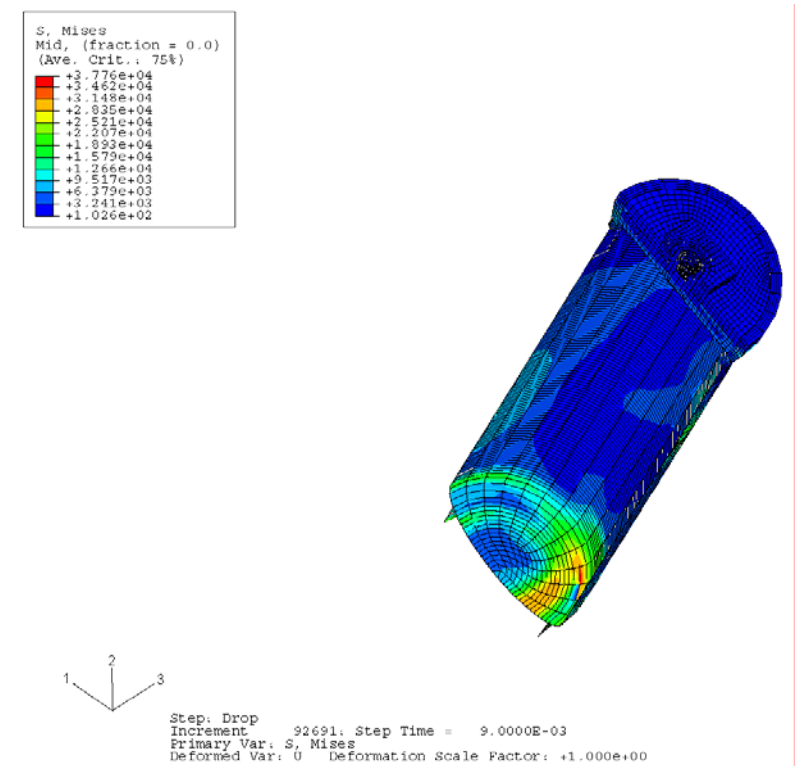 S, Mises
Mid, (fraction = 0.0)
(Ave. Crit.: 75%)
+3.776e+04
+3.462e+04
+3.148e+04
+2.835e+04
+2.521e+04
+2.207e+04
+1.893e+04
+1.579e+04
+1.266e+04
+9.517e+03
+6.379e+03
+3.241e+03
+1.026e+02
2
1
3
Step: Drop
Increment 92691: Step Time = 9.0000E-03
Primary Var: S, Mises
Deformed Var: U Deformation Scale Factor: +1.000e+00